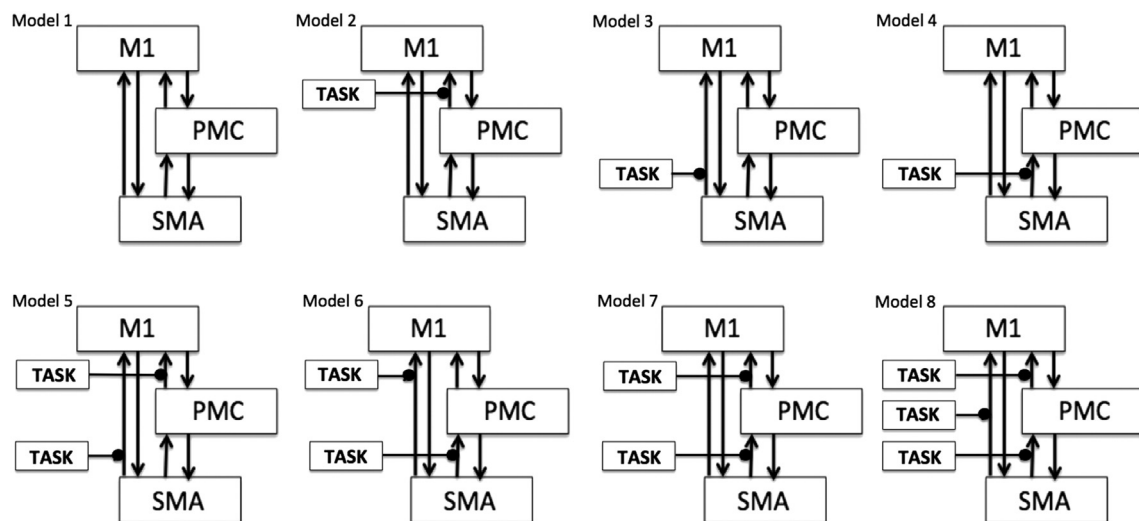 Model 1
M1
PMC
SMA
Model 2
M1
TASK
PMC
SMA
Model 3
M1
PMC
TASK
SMA
Model 4
M1
PMC
TASK
SMA
Model 5
M1
TASK
PMC
TASK
SMA
Model 6
M1
TASK
PMC
TASK
SMA
Model 7
M1
TASK
PMC
TASK
SMA
Model 8
M1
TASK
PMC
TASK
TASK
SMA